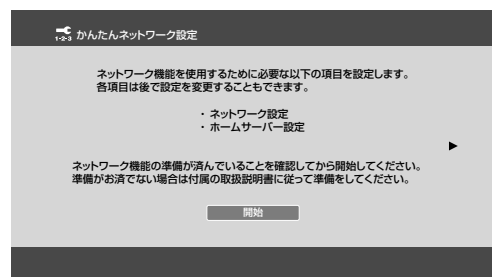 1-2-3 かんたんネットワーク設定
ネットワーク機能を使用するために必要な以下の項目を設定します。
各項目は後で設定を変更することもできます。
・ネットワーク設定
・ホームサーバー設定
ネットワーク機能の準備が済んでいることを確認してから開始してください。
準備がお済でない場合は付属の取扱説明書に従って準備をしてください。
開始